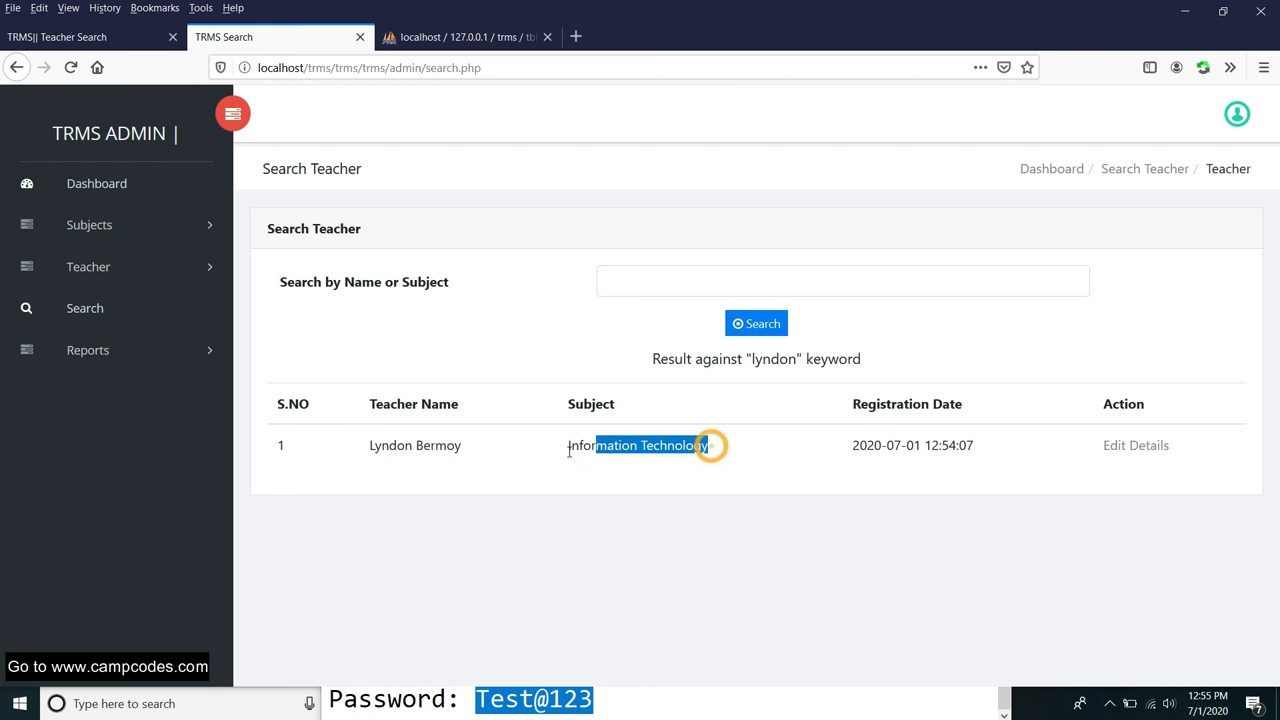 File Edit View History Bookmarks Tools Help
TRMS|| Teacher Search
TRMS Search
localhost / 127.0.0.1 / trms / tbl
localhost/trms/trms/trms/admin/search.php
TRMS ADMIN |
Dashboard
Subjects
Teacher
Search
Reports
Search Teacher
Dashboard / Search Teacher / Teacher
Search Teacher
Search by Name or Subject
Search
Result against "lyndon" keyword
S.NO Teacher Name Subject Registration Date Action
1 Lyndon Bermoy Information Technology 2020-07-01 12:54:07 Edit Details
Go to www.campcodes.com
Type here to search
Password: Test@123
12:55 PM
7/1/2020
7